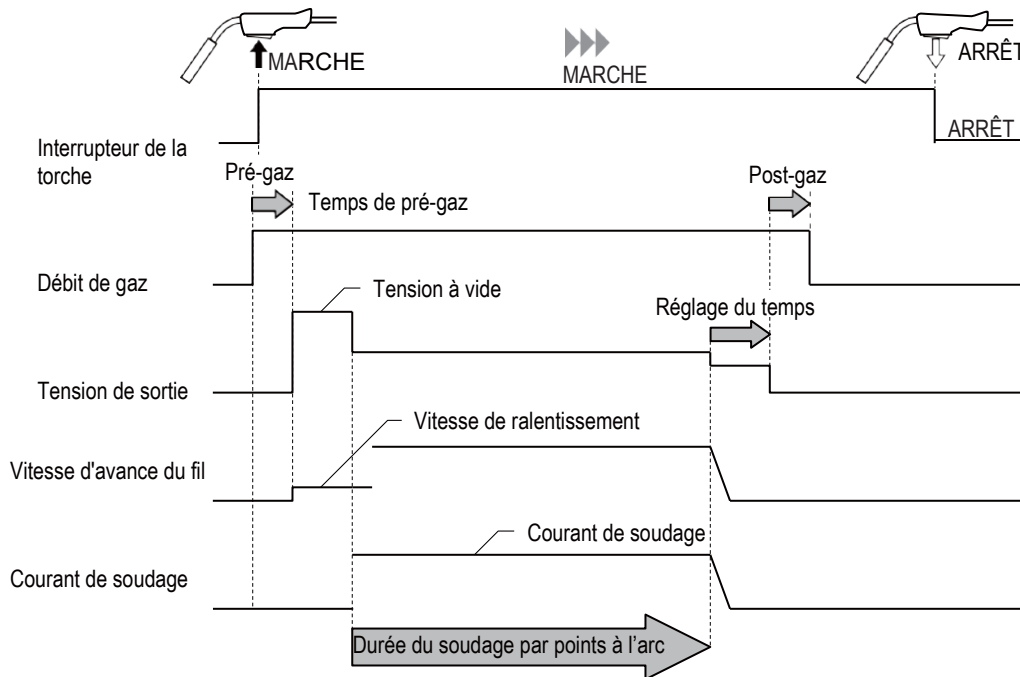 MARCHE
MARCHE
ARRÊT
ARRÊT
Interrupteur de la
torche
Pré-gaz
Temps de pré-gaz
Post-gaz
Débit de gaz
Tension à vide
Réglage du temps
Tension de sortie
Vitesse de ralentissement
Vitesse d'avance du fil
Courant de soudage
Courant de soudage
Durée du soudage par points à l’arc